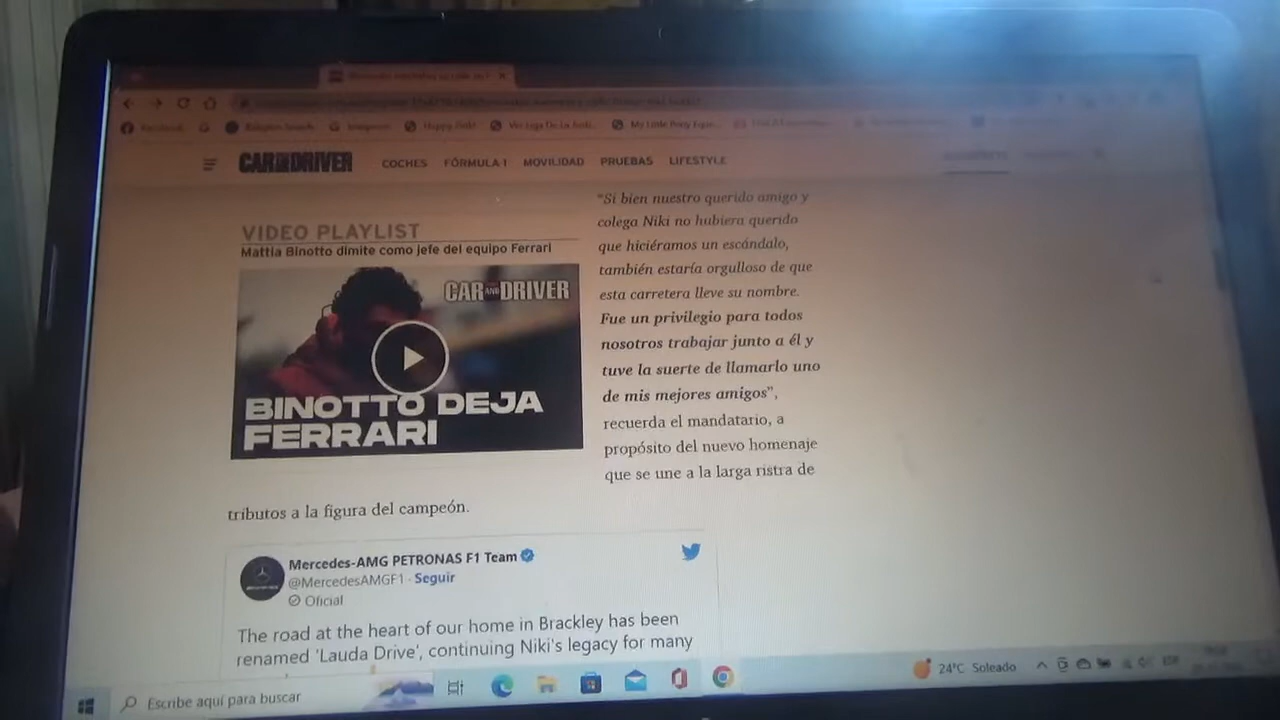 Facebook
CAR AND DRIVER
COCHES FÓRMULA 1 MOVILIDAD PRUEBAS LIFESTYLE
VIDEO PLAYLIST
Mattia Binotto dimite como jefe del equipo Ferrari
CAR AND DRIVER
BINOTTO DEJA
FERRARI
"Si bien nuestro querido amigo y
colega Niki no hubiera querido
que hiciéramos un escándalo,
también estaría orgulloso de que
esta carretera lleve su nombre.
Fue un privilegio para todos
nosotros trabajar junto a él y
tuve la suerte de llamarlo uno
de mis mejores amigos",
recuerda el mandatario, a
propósito del nuevo homenaje
que se une a la larga ristra de
tributos a la figura del campeón.
Mercedes-AMG PETRONAS F1 Team
@MercedesAMGF1 · Seguir
Oficial
The road at the heart of our home in Brackley has been
renamed 'Lauda Drive', continuing Niki's legacy for many
Escribe aquí para buscar
24°C Soleado
ESP